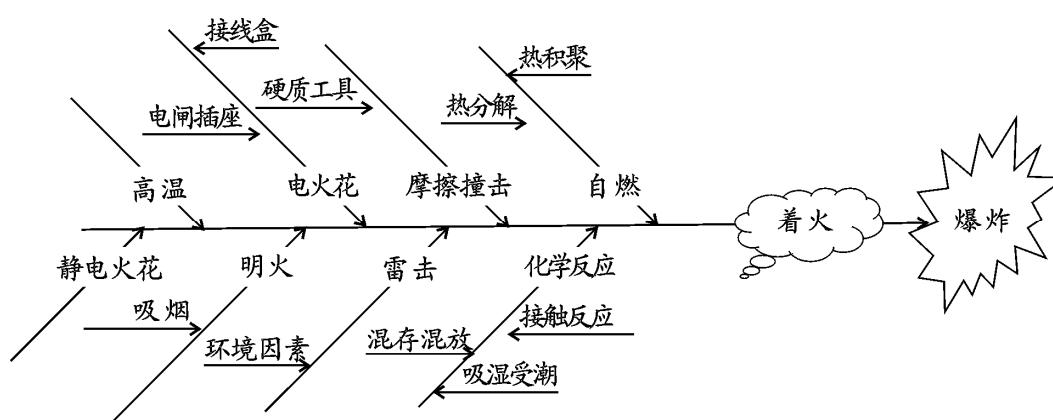 接线盒
热积聚
硬质工具
热分解
电闸插座
高温
电火花
摩擦撞击
自燃
着火
爆炸
静电火花
明火
雷击
化学反应
吸烟
接触反应
混存混放
环境因素
吸湿受潮